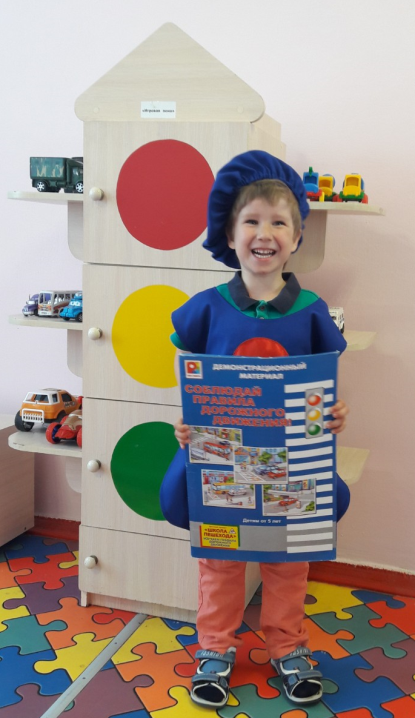 ДЕМОНСТРАЦИОННЫЙ
МАТЕРИАЛ
СОБЛЮДАЙ
ПРАВИЛА
ДОРОЖНОГО
ДВИЖЕНИЯ!
Детям от 5 лет
«ШКОЛА
ПЕШЕХОДА»